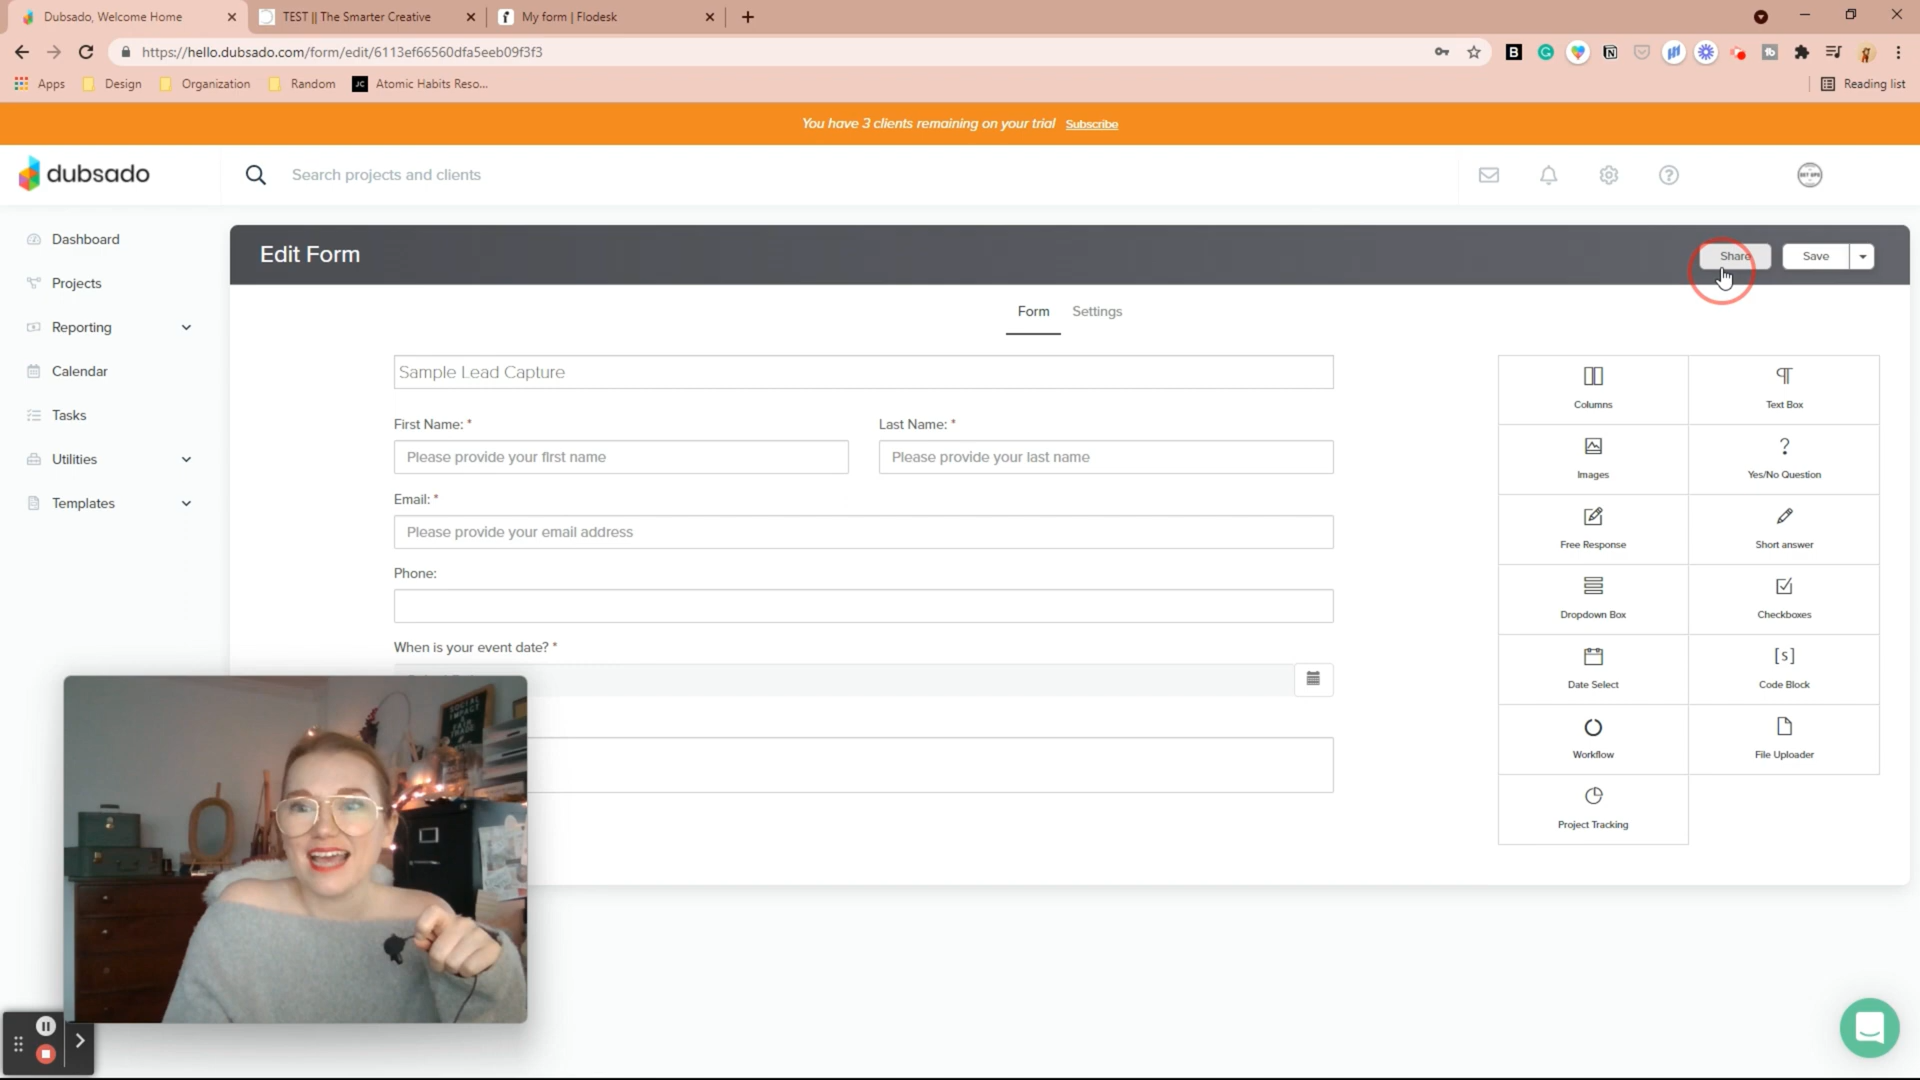 Dubsado, Welcome Home
TEST || The Smarter Creative
My form | Flodesk
https://hello.dubsado.com/form/edit/6113ef66560dfa5eeb09f3f3
Apps
Design
Organization
Random
JC
Atomic Habits Reso...
Reading list
You have 3 clients remaining on your trial Subscribe
dubsado
Search projects and clients
Dashboard
Projects
Reporting
Calendar
Tasks
Utilities
Templates
Edit Form
Share
Save
Form
Settings
Sample Lead Capture
First Name: *
Last Name: *
Please provide your first name
Please provide your last name
Email: *
Please provide your email address
Phone:
When is your event date? *
Columns
Text Box
Images
Yes/No Question
Free Response
Short answer
Dropdown Box
Checkboxes
Date Select
[s]
Code Block
Workflow
File Uploader
Project Tracking
SOCIAL
IMPACT
&
FAIR
TRADE